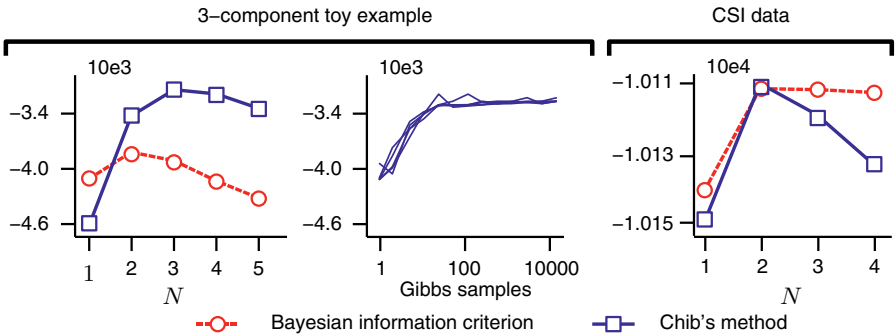 3−component toy example
CSI data
10e3
−3.4
−4.0
−4.6
1 2 3 4 5
N
10e3
−3.4
−4.0
−4.6
1 100 10000
Gibbs samples
10e4
−1.011
−1.013
−1.015
1 2 3 4
N
Bayesian information criterion
Chib's method